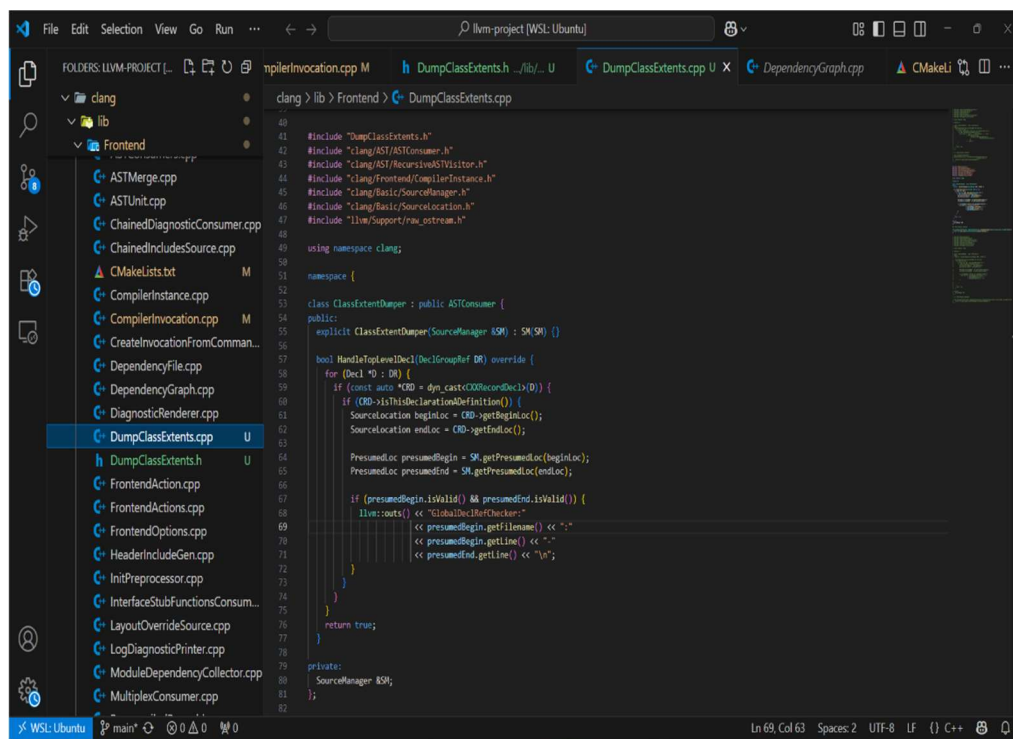 File Edit Selection View Go Run ···
llvm-project [WSL: Ubuntu]
FOLDERS: LLVM-PROJECT [...
mpilerInvocation.cpp M
DumpClassExtents.h .../lib/... U
DumpClassExtents.cpp U
DependencyGraph.cpp
CMakeLi
clang > lib > Frontend > DumpClassExtents.cpp
clang
lib
Frontend
ASTMerge.cpp
ASTUnit.cpp
ChainedDiagnosticConsumer.cpp
ChainedIncludesSource.cpp
CMakeLists.txt M
CompilerInstance.cpp
CompilerInvocation.cpp M
CreateInvocationFromComman...
DependencyFile.cpp
DependencyGraph.cpp
DiagnosticRenderer.cpp
DumpClassExtents.cpp U
DumpClassExtents.h U
FrontendAction.cpp
FrontendActions.cpp
FrontendOptions.cpp
HeaderIncludeGen.cpp
InitPreprocessor.cpp
InterfaceStubFunctionsConsum...
LayoutOverrideSource.cpp
LogDiagnosticPrinter.cpp
ModuleDependencyCollector.cpp
MultiplexConsumer.cpp
40
41 #include "DumpClassExtents.h"
42 #include "clang/AST/ASTConsumer.h"
43 #include "clang/AST/RecursiveASTVisitor.h"
44 #include "clang/Frontend/CompilerInstance.h"
45 #include "clang/Basic/SourceManager.h"
46 #include "clang/Basic/SourceLocation.h"
47 #include "llvm/Support/raw_ostream.h"
48
49 using namespace clang;
50
51 namespace {
52
53 class ClassExtentDumper : public ASTConsumer {
54 public:
55 explicit ClassExtentDumper(SourceManager &SM) : SM(SM) {}
56
57 bool HandleTopLevelDecl(DeclGroupRef DR) override {
58 for (Decl *D : DR) {
59 if (const auto *CRD = dyn_cast<CXXRecordDecl>(D)) {
60 if (CRD->isThisDeclarationADefinition()) {
61 SourceLocation beginLoc = CRD->getBeginLoc();
62 SourceLocation endLoc = CRD->getEndLoc();
63
64 PresumedLoc presumedBegin = SM.getPresumedLoc(beginLoc);
65 PresumedLoc presumedEnd = SM.getPresumedLoc(endLoc);
66
67 if (presumedBegin.isValid() && presumedEnd.isValid()) {
68 llvm::outs() << "GlobalDeclRefChecker:"
69 << presumedBegin.getFilename() << ":"
70 << presumedBegin.getLine() << "-"
71 << presumedEnd.getLine() << "\n";
72 }
73 }
74 }
75 }
76 return true;
77 }
78
79 private:
80 SourceManager &SM;
81 };
82
8
WSL: Ubuntu main* 0 0 0 Ln 69, Col 63 Spaces: 2 UTF-8 LF {} C++